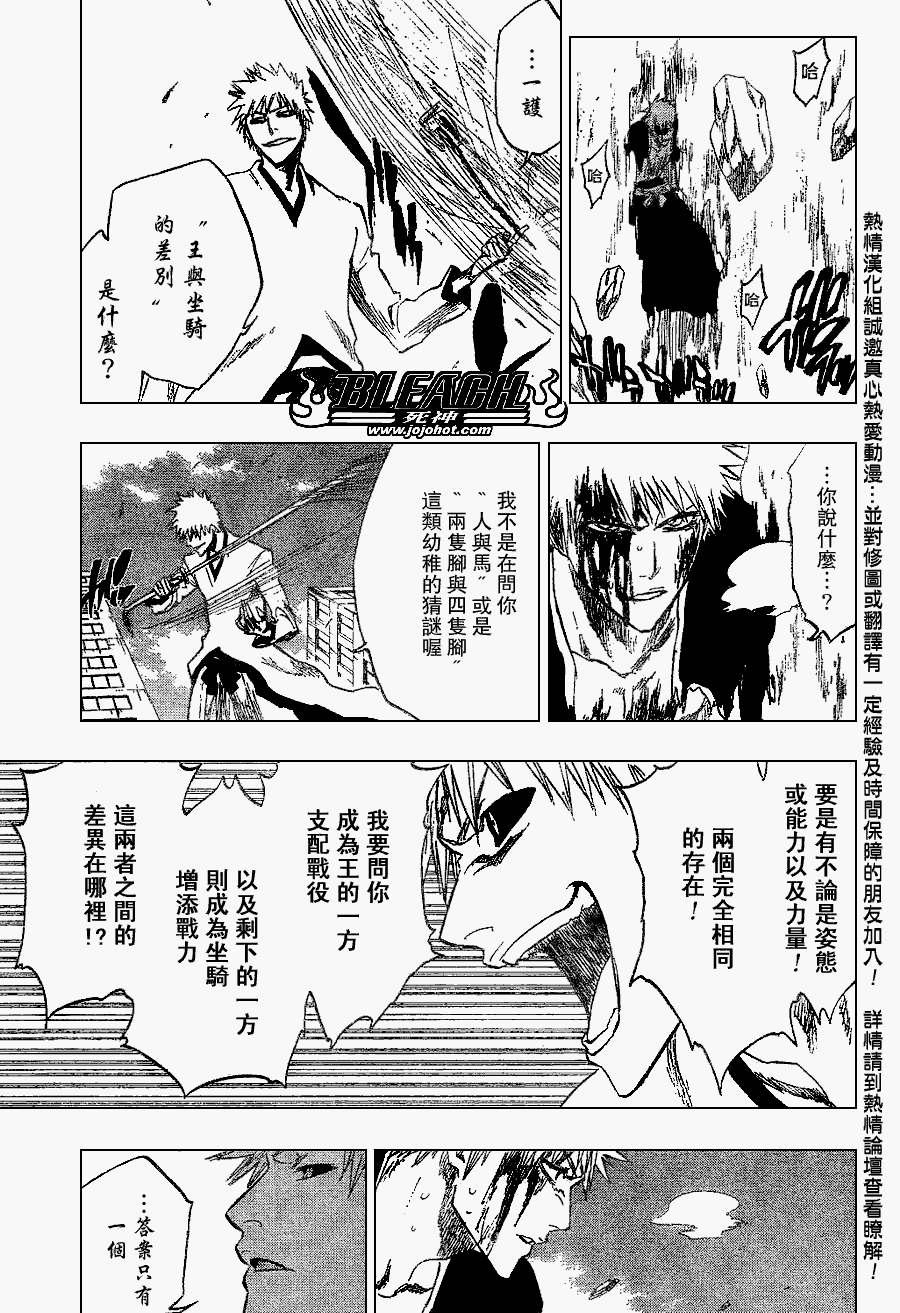 哈
哈
哈
…一護
〝王與坐騎
的差別〞
是什麼？
BLEACH
死神
www.jojohot.com
…你說什麼…？
我不是在問你
〝人與馬〞或是
〝兩隻腳與四隻腳〞
這類幼稚的猜謎喔
要是有不論是姿態
或能力以及力量！
兩個完全相同
的存在！
我要問你
成為王的一方
支配戰役
以及剩下的一方
則成為坐騎
增添戰力
這兩者之間的
差異在哪裡!?
…答案只有
一個
熱情漢化組誠邀真心熱愛動漫…並對修圖或翻譯有一定經驗及時間保障的朋友加入！ 詳情請到熱情論壇查看瞭解！